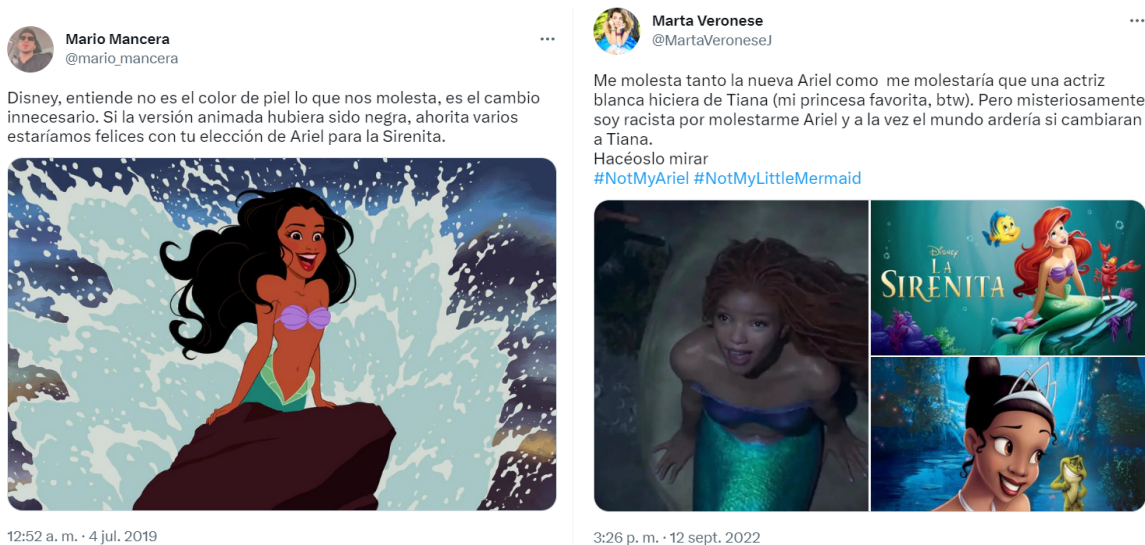 Mario Mancera
@mario_mancera
Disney, entiende no es el color de piel lo que nos molesta, es el cambio
innecesario. Si la versión animada hubiera sido negra, ahorita varios
estaríamos felices con tu elección de Ariel para la Sirenita.
12:52 a. m. · 4 jul. 2019
Marta Veronese
@MartaVeroneseJ
Me molesta tanto la nueva Ariel como me molestaría que una actriz
blanca hiciera de Tiana (mi princesa favorita, btw). Pero misteriosamente
soy racista por molestarme Ariel y a la vez el mundo ardería si cambiaran
a Tiana.
Hacéoslo mirar
#NotMyAriel #NotMyLittleMermaid
Disney
LA
SIRENITA
3:26 p. m. · 12 sept. 2022